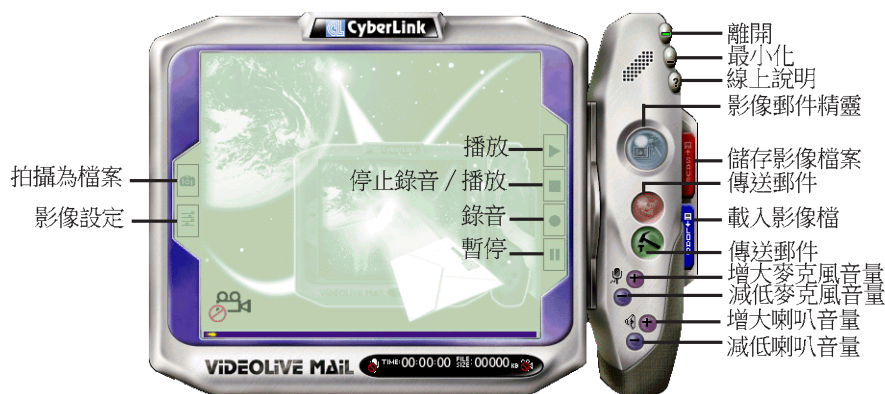 CyberLink
離開
最小化
線上說明
影像郵件精靈
播放
停止錄音 / 播放
錄音
暫停
拍攝為檔案
影像設定
儲存影像檔案
傳送郵件
載入影像檔
傳送郵件
增大麥克風音量
減低麥克風音量
增大喇叭音量
減低喇叭音量
VIDEOLIVE MAIL
TIME: 00:00:00 FILE SIZE: 00000 KB